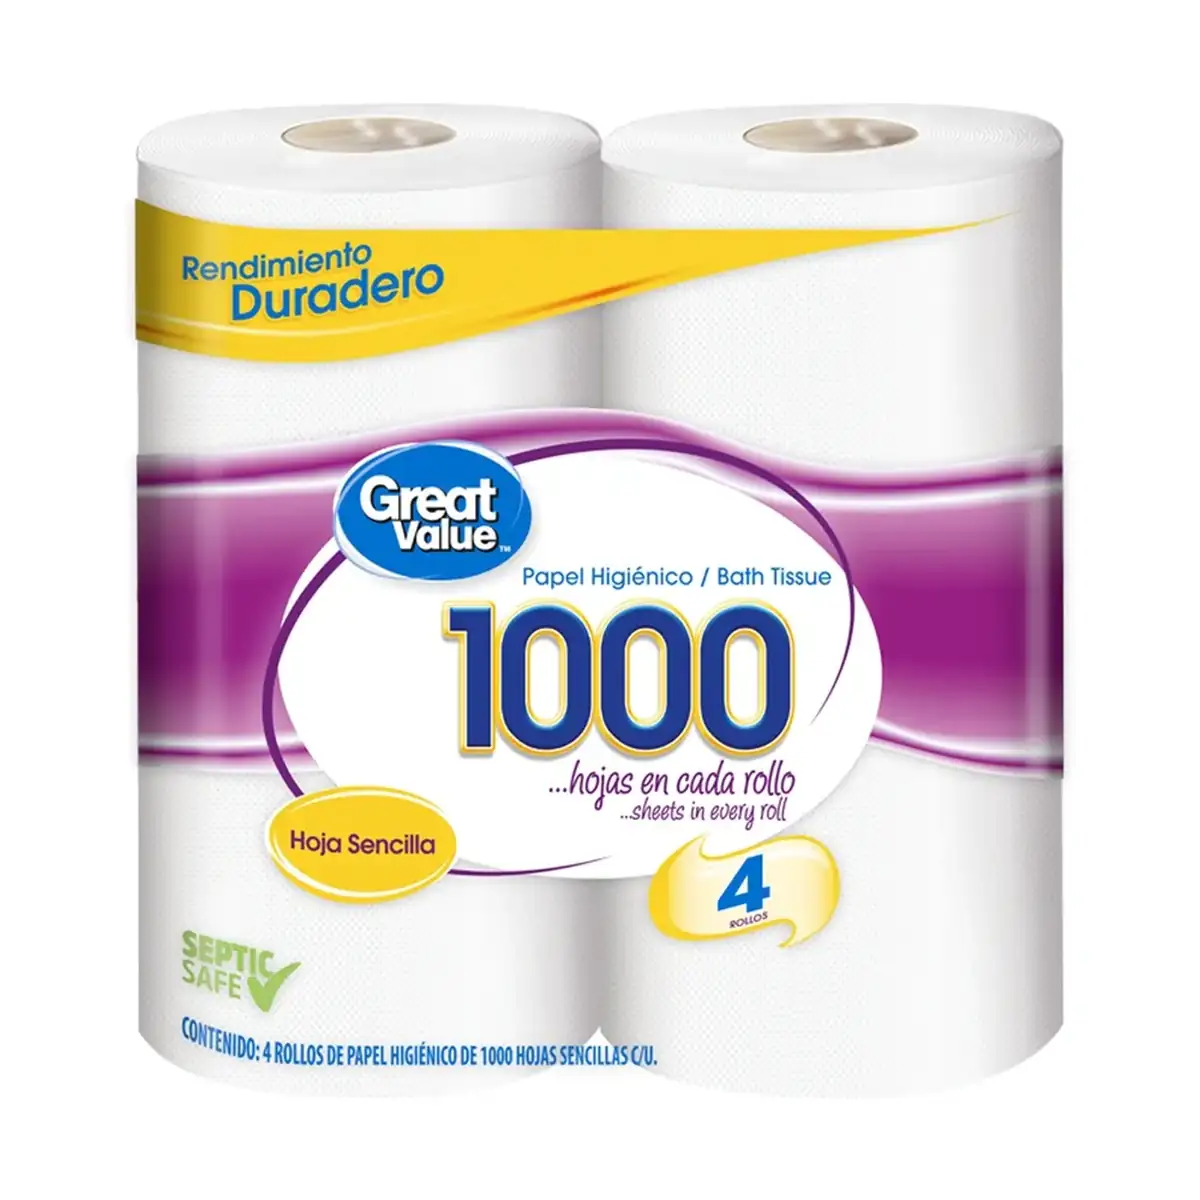 Rendimiento
Duradero
Great
Value™
Papel Higiénico / Bath Tissue
1000
...hojas en cada rollo
...sheets in every roll
Hoja Sencilla
4
ROLLOS
SEPTIC
SAFE
CONTENIDO: 4 ROLLOS DE PAPEL HIGIÉNICO DE 1000 HOJAS SENCILLAS C/U.